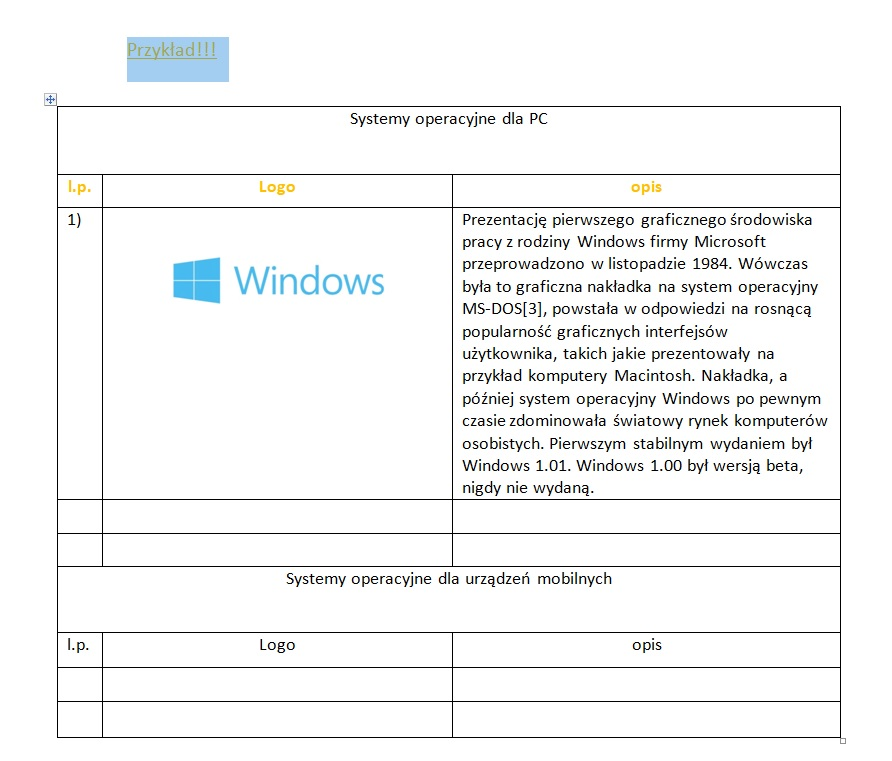 Przykład!!!
Systemy operacyjne dla PC
l.p. Logo opis
1) Windows Prezentację pierwszego graficznego środowiska
pracy z rodziny Windows firmy Microsoft
przeprowadzono w listopadzie 1984. Wówczas
była to graficzna nakładka na system operacyjny
MS-DOS[3], powstała w odpowiedzi na rosnącą
popularność graficznych interfejsów
użytkownika, takich jakie prezentowały na
przykład komputery Macintosh. Nakładka, a
później system operacyjny Windows po pewnym
czasie zdominowała światowy rynek komputerów
osobistych. Pierwszym stabilnym wydaniem był
Windows 1.01. Windows 1.00 był wersją beta,
nigdy nie wydaną.
Systemy operacyjne dla urządzeń mobilnych
l.p. Logo opis